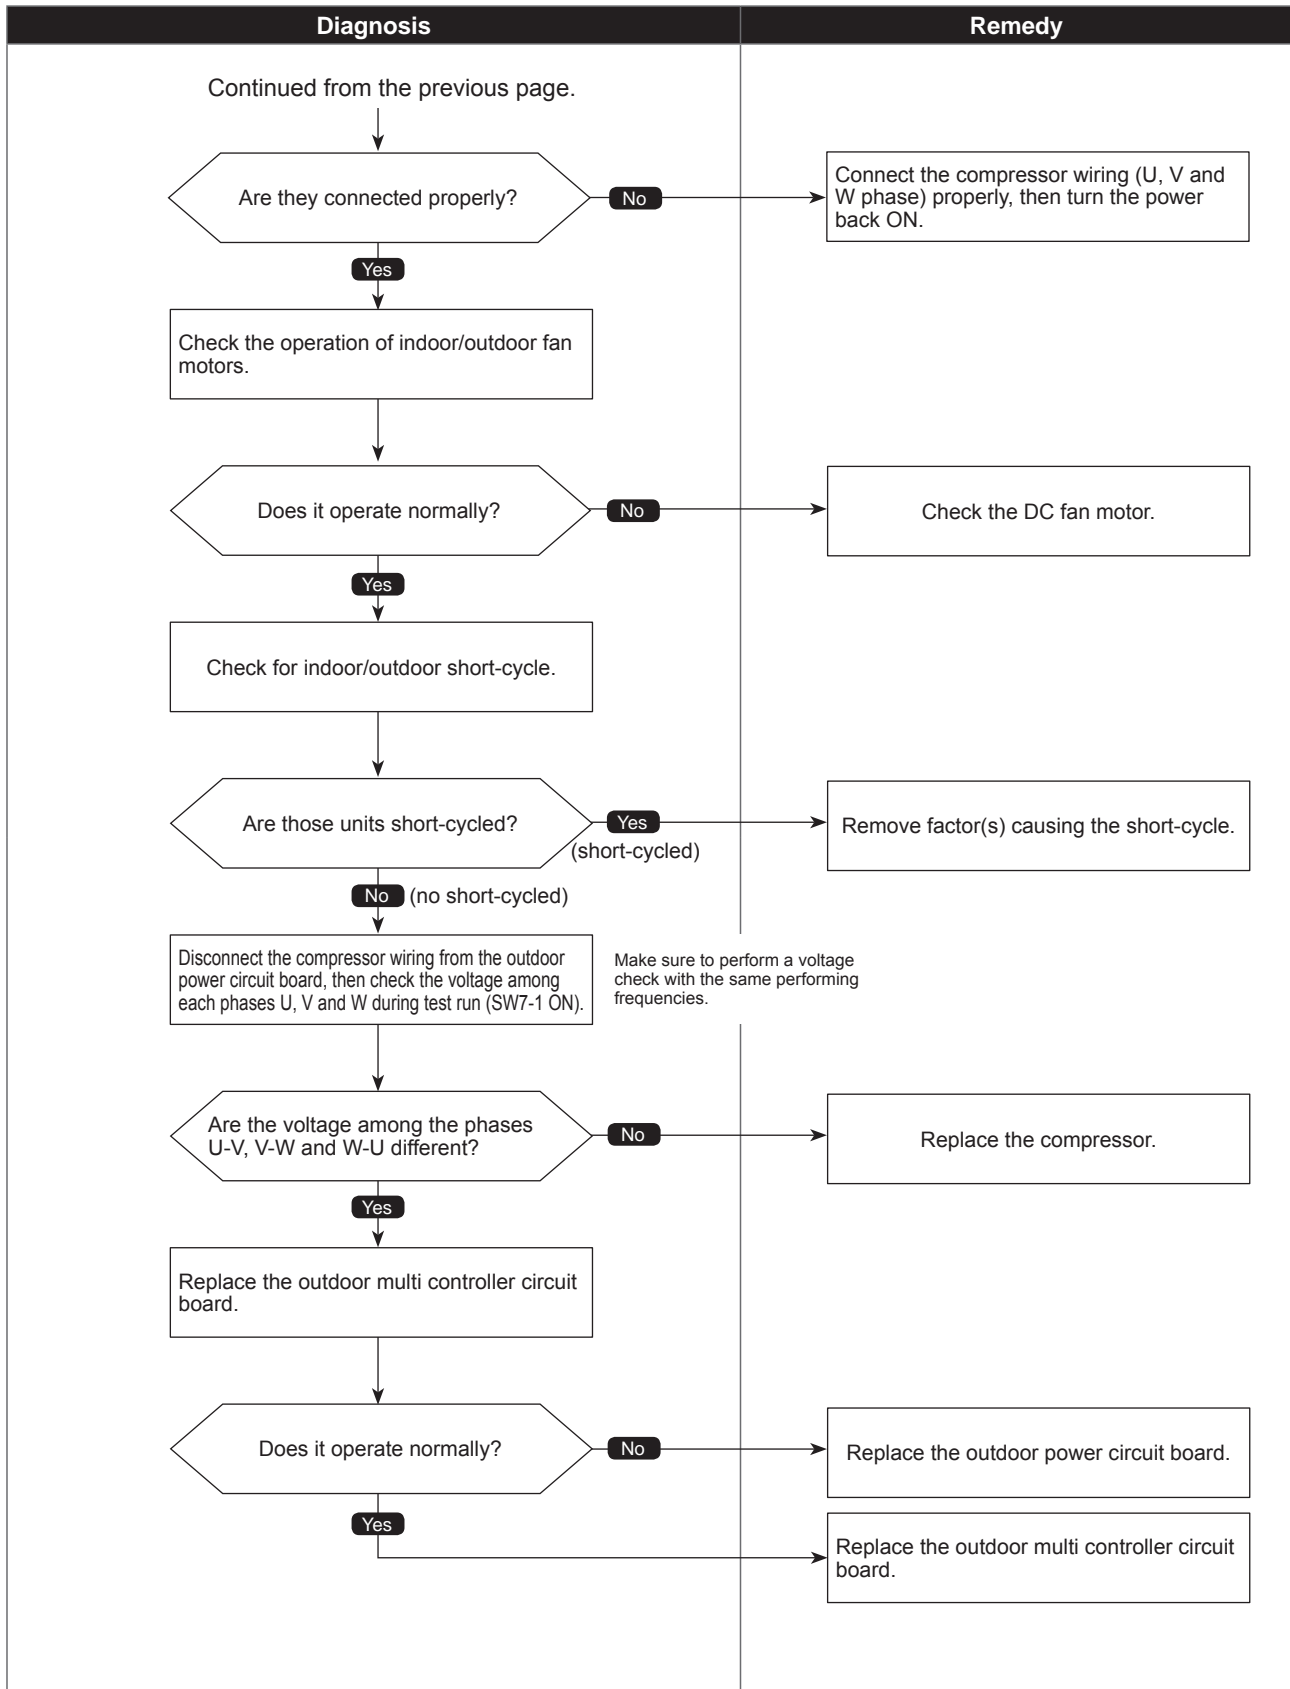 Diagnosis
Remedy
Continued from the previous page.
Are they connected properly?
No
Connect the compressor wiring (U, V and
W phase) properly, then turn the power
back ON.
Yes
Check the operation of indoor/outdoor fan
motors.
Does it operate normally?
No
Check the DC fan motor.
Yes
Check for indoor/outdoor short-cycle.
Are those units short-cycled?
Yes
(short-cycled)
Remove factor(s) causing the short-cycle.
No (no short-cycled)
Disconnect the compressor wiring from the outdoor
power circuit board, then check the voltage among
each phases U, V and W during test run (SW7-1 ON).
Make sure to perform a voltage
check with the same performing
frequencies.
Are the voltage among the phases
U-V, V-W and W-U different?
No
Replace the compressor.
Yes
Replace the outdoor multi controller circuit
board.
Does it operate normally?
No
Replace the outdoor power circuit board.
Yes
Replace the outdoor multi controller circuit
board.